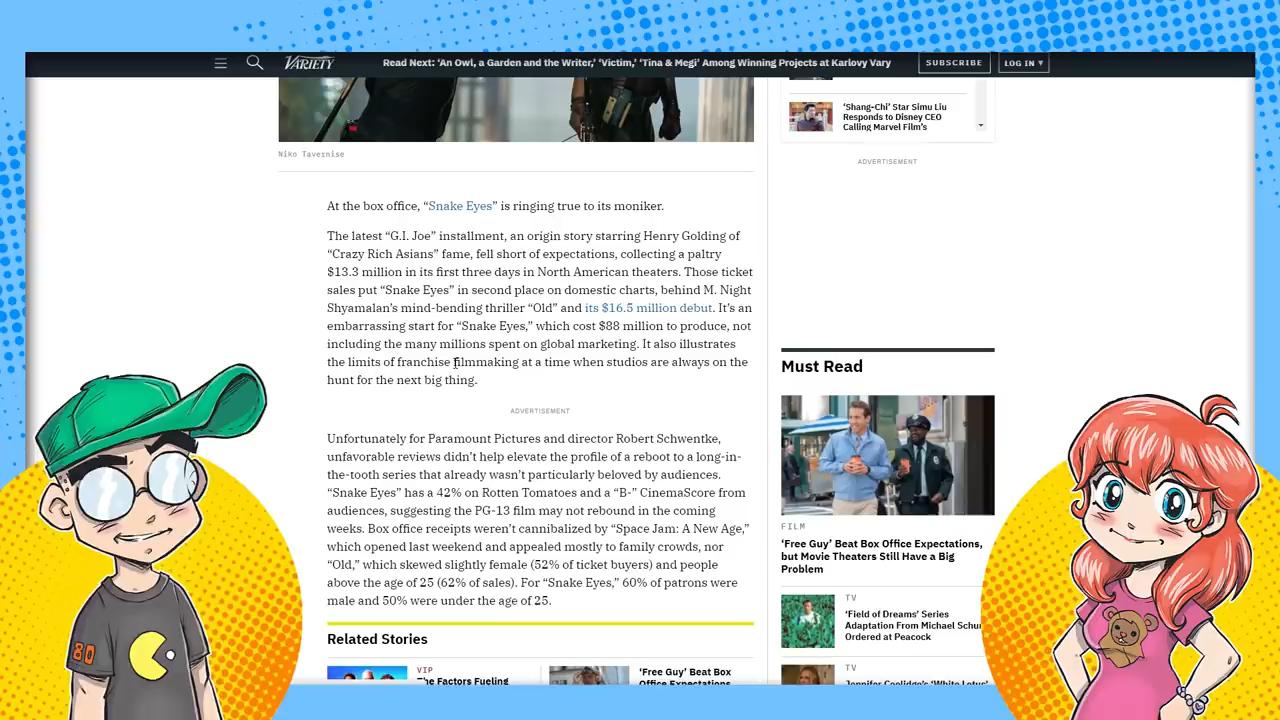 VARIETY
Read Next: ‘An Owl, a Garden and the Writer,’ ‘Victim,’ ‘Tina & Megi’ Among Winning Projects at Karlovy Vary
SUBSCRIBE
LOG IN ▾
‘Shang-Chi’ Star Simu Liu
Responds to Disney CEO
Calling Marvel Film’s
ADVERTISEMENT
Niko Tavernise
At the box office, “Snake Eyes” is ringing true to its moniker.
The latest “G.I. Joe” installment, an origin story starring Henry Golding of
“Crazy Rich Asians” fame, fell short of expectations, collecting a paltry
$13.3 million in its first three days in North American theaters. Those ticket
sales put “Snake Eyes” in second place on domestic charts, behind M. Night
Shyamalan’s mind-bending thriller “Old” and its $16.5 million debut. It’s an
embarrassing start for “Snake Eyes,” which cost $88 million to produce, not
including the many millions spent on global marketing. It also illustrates
the limits of franchise filmmaking at a time when studios are always on the
hunt for the next big thing.
ADVERTISEMENT
Unfortunately for Paramount Pictures and director Robert Schwentke,
unfavorable reviews didn’t help elevate the profile of a reboot to a long-in-
the-tooth series that already wasn’t particularly beloved by audiences.
“Snake Eyes” has a 42% on Rotten Tomatoes and a “B-” CinemaScore from
audiences, suggesting the PG-13 film may not rebound in the coming
weeks. Box office receipts weren’t cannibalized by “Space Jam: A New Age,”
which opened last weekend and appealed mostly to family crowds, nor
“Old,” which skewed slightly female (52% of ticket buyers) and people
above the age of 25 (62% of sales). For “Snake Eyes,” 60% of patrons were
male and 50% were under the age of 25.
Related Stories
VIP
The Factors Fueling
‘Free Guy’ Beat Box
Office Expectations
Must Read
FILM
‘Free Guy’ Beat Box Office Expectations,
but Movie Theaters Still Have a Big
Problem
TV
‘Field of Dreams’ Series
Adaptation From Michael Schur
Ordered at Peacock
TV
Jennifer Coolidge’s ‘White Lotus’
80